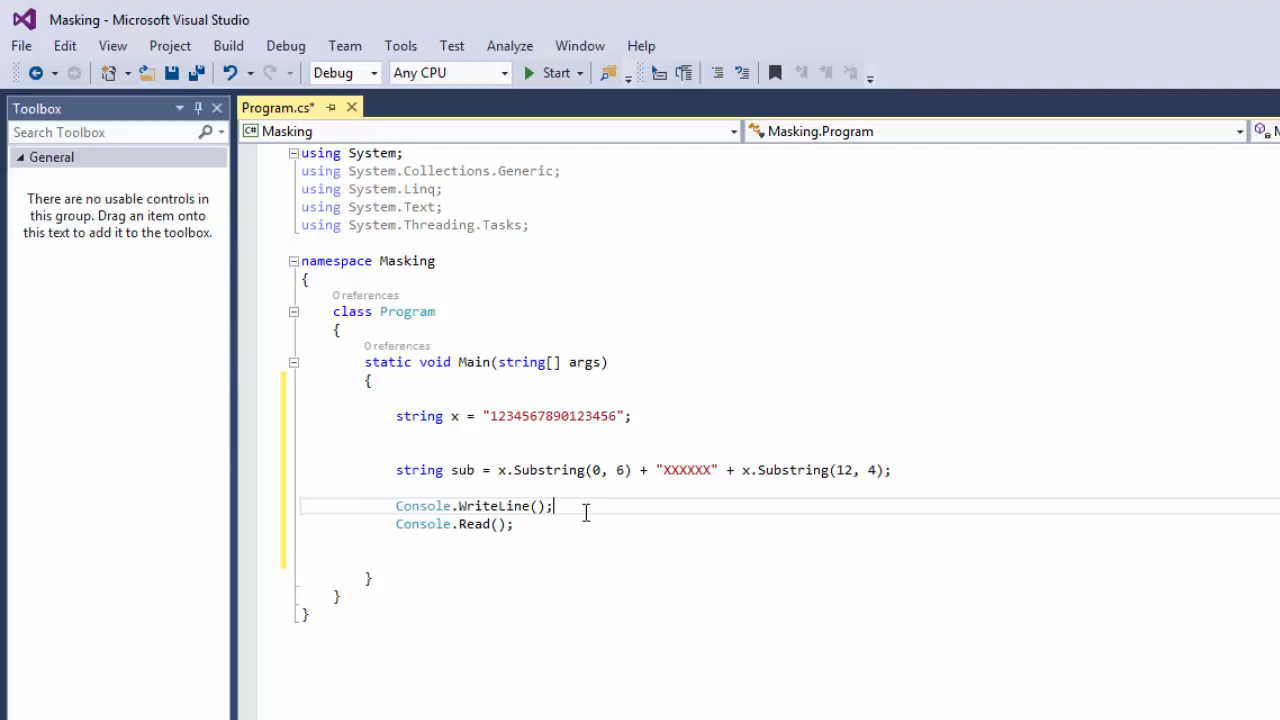 Masking - Microsoft Visual Studio
File Edit View Project Build Debug Team Tools Test Analyze Window Help
Debug Any CPU Start
Toolbox
Program.cs*
Search Toolbox
C# Masking
Masking.Program
General
There are no usable controls in
this group. Drag an item onto
this text to add it to the toolbox.
using System;
using System.Collections.Generic;
using System.Linq;
using System.Text;
using System.Threading.Tasks;
namespace Masking
{
0 references
class Program
{
0 references
static void Main(string[] args)
{
string x = "1234567890123456";
string sub = x.Substring(0, 6) + "XXXXXX" + x.Substring(12, 4);
Console.WriteLine();
Console.Read();
}
}
}